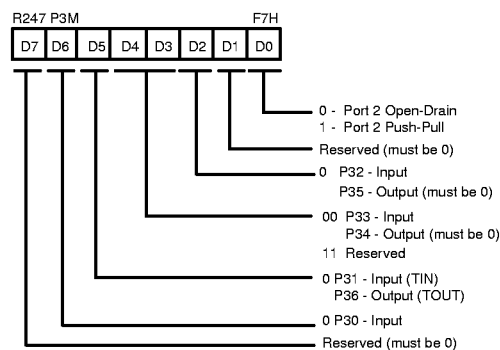 R247 P3M F7H
D7 D6 D5 D4 D3 D2 D1 D0
0 - Port 2 Open-Drain
1 - Port 2 Push-Pull
Reserved (must be 0)
0 P32 - Input
P35 - Output (must be 0)
00 P33 - Input
P34 - Output (must be 0)
11 Reserved
0 P31 - Input (TIN)
P36 - Output (TOUT)
0 P30 - Input
Reserved (must be 0)